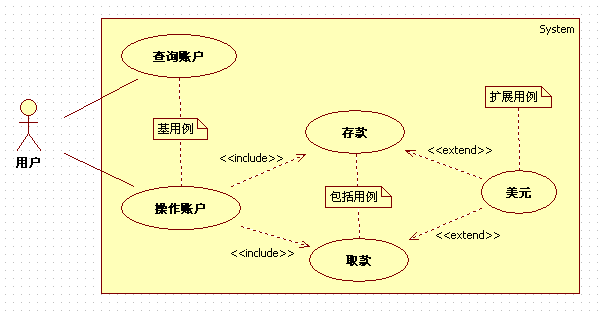 System
查询账户
扩展用例
基用例
存款
用户
<<include>>
<<extend>>
包括用例
美元
操作账户
<<include>>
<<extend>>
取款